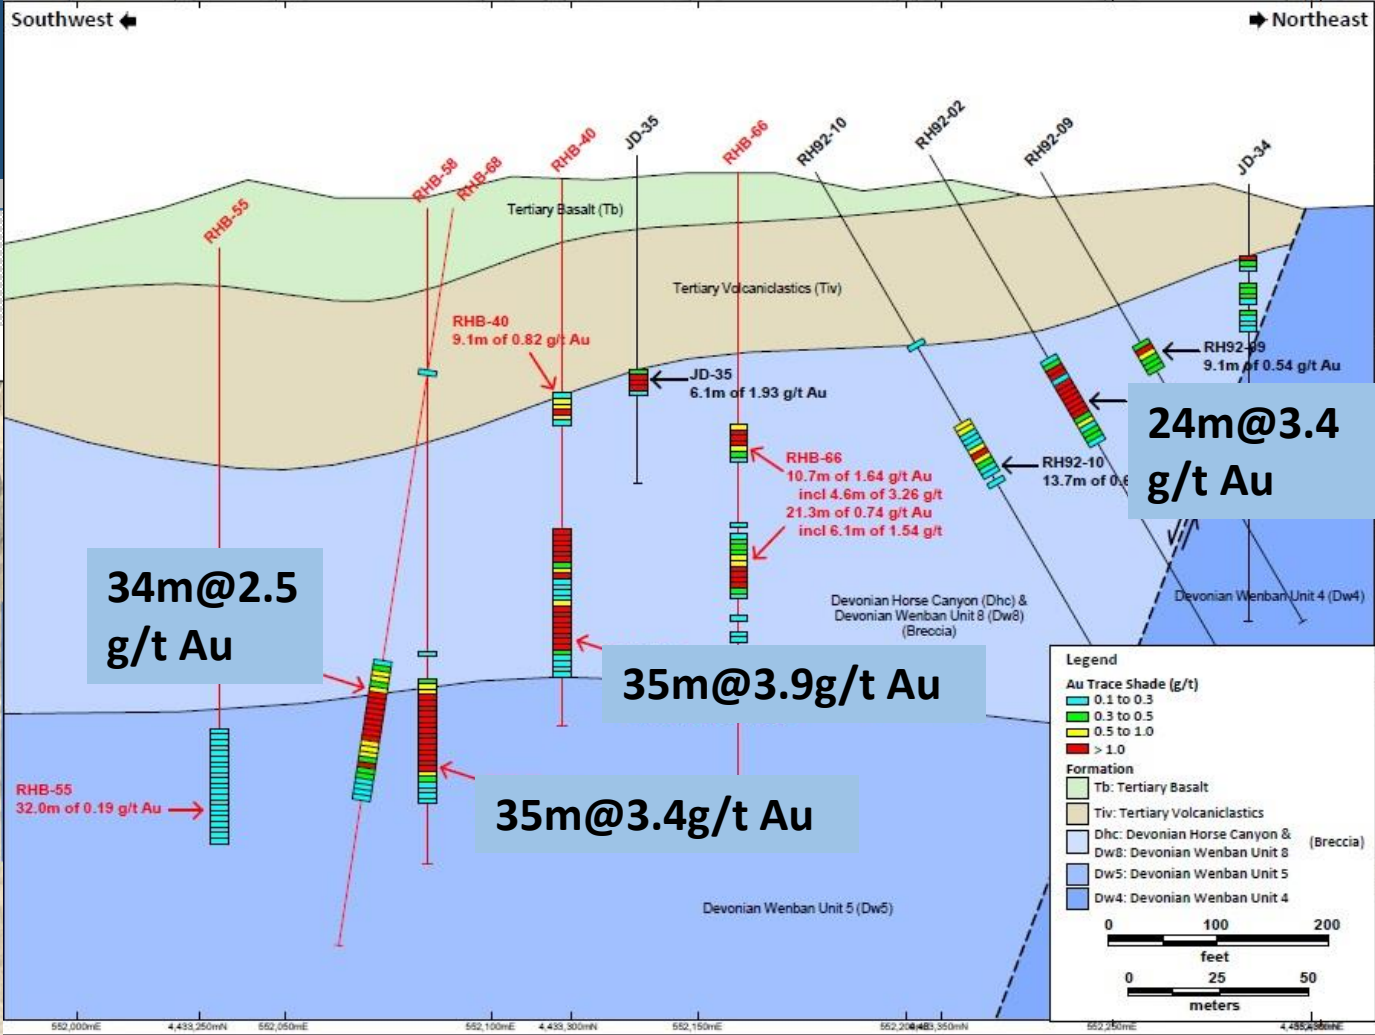 Southwest
Northeast
RHB-55
RHB-58
RHB-68
RHB-40
JD-35
RHB-66
RH92-10
RH92-02
RH92-09
JD-34
Tertiary Basalt (Tb)
Tertiary Volcaniclastics (Tiv)
RHB-40
9.1m of 0.82 g/t Au
JD-35
6.1m of 1.93 g/t Au
RH92-09
9.1m of 0.54 g/t Au
24m@3.4
g/t Au
RHB-66
10.7m of 1.64 g/t Au
incl 4.6m of 3.26 g/t
21.3m of 0.74 g/t Au
incl 6.1m of 1.54 g/t
RH92-10
13.7m of
34m@2.5
g/t Au
Devonian Horse Canyon (Dhc) &
Devonian Wenban Unit 8 (Dw8)
(Breccia)
Devonian Wenban Unit 4 (Dw4)
35m@3.9g/t Au
35m@3.4g/t Au
RHB-55
32.0m of 0.19 g/t Au
Devonian Wenban Unit 5 (Dw5)
Legend
Au Trace Shade (g/t)
0.1 to 0.3
0.3 to 0.5
0.5 to 1.0
> 1.0
Formation
Tb: Tertiary Basalt
Tiv: Tertiary Volcaniclastics
Dhc: Devonian Horse Canyon &
Dw8: Devonian Wenban Unit 8 (Breccia)
Dw5: Devonian Wenban Unit 5
Dw4: Devonian Wenban Unit 4
0 100 200
feet
0 25 50
meters
552,000mE 4,433,250mN 552,050mE 552,100mE 4,433,300mN 552,150mE 552,250mE